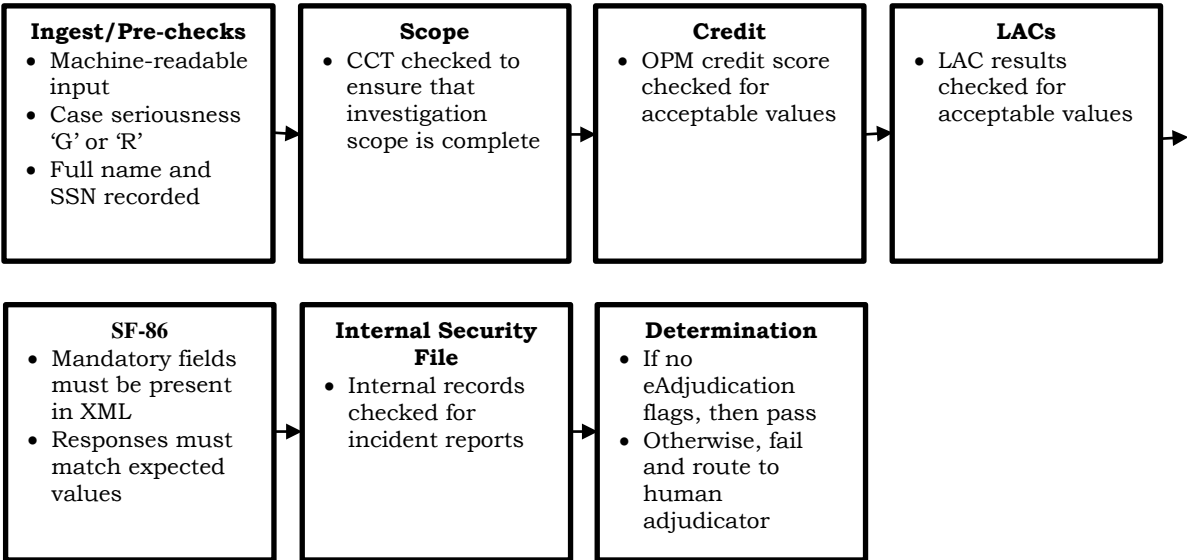 Ingest/Pre-checks
• Machine-readable
input
• Case seriousness
‘G’ or ‘R’
• Full name and
SSN recorded
Scope
• CCT checked to
ensure that
investigation
scope is complete
Credit
• OPM credit score
checked for
acceptable values
LACs
• LAC results
checked for
acceptable values
SF-86
• Mandatory fields
must be present
in XML
• Responses must
match expected
values
Internal Security
File
• Internal records
checked for
incident reports
Determination
• If no
eAdjudication
flags, then pass
• Otherwise, fail
and route to
human
adjudicator